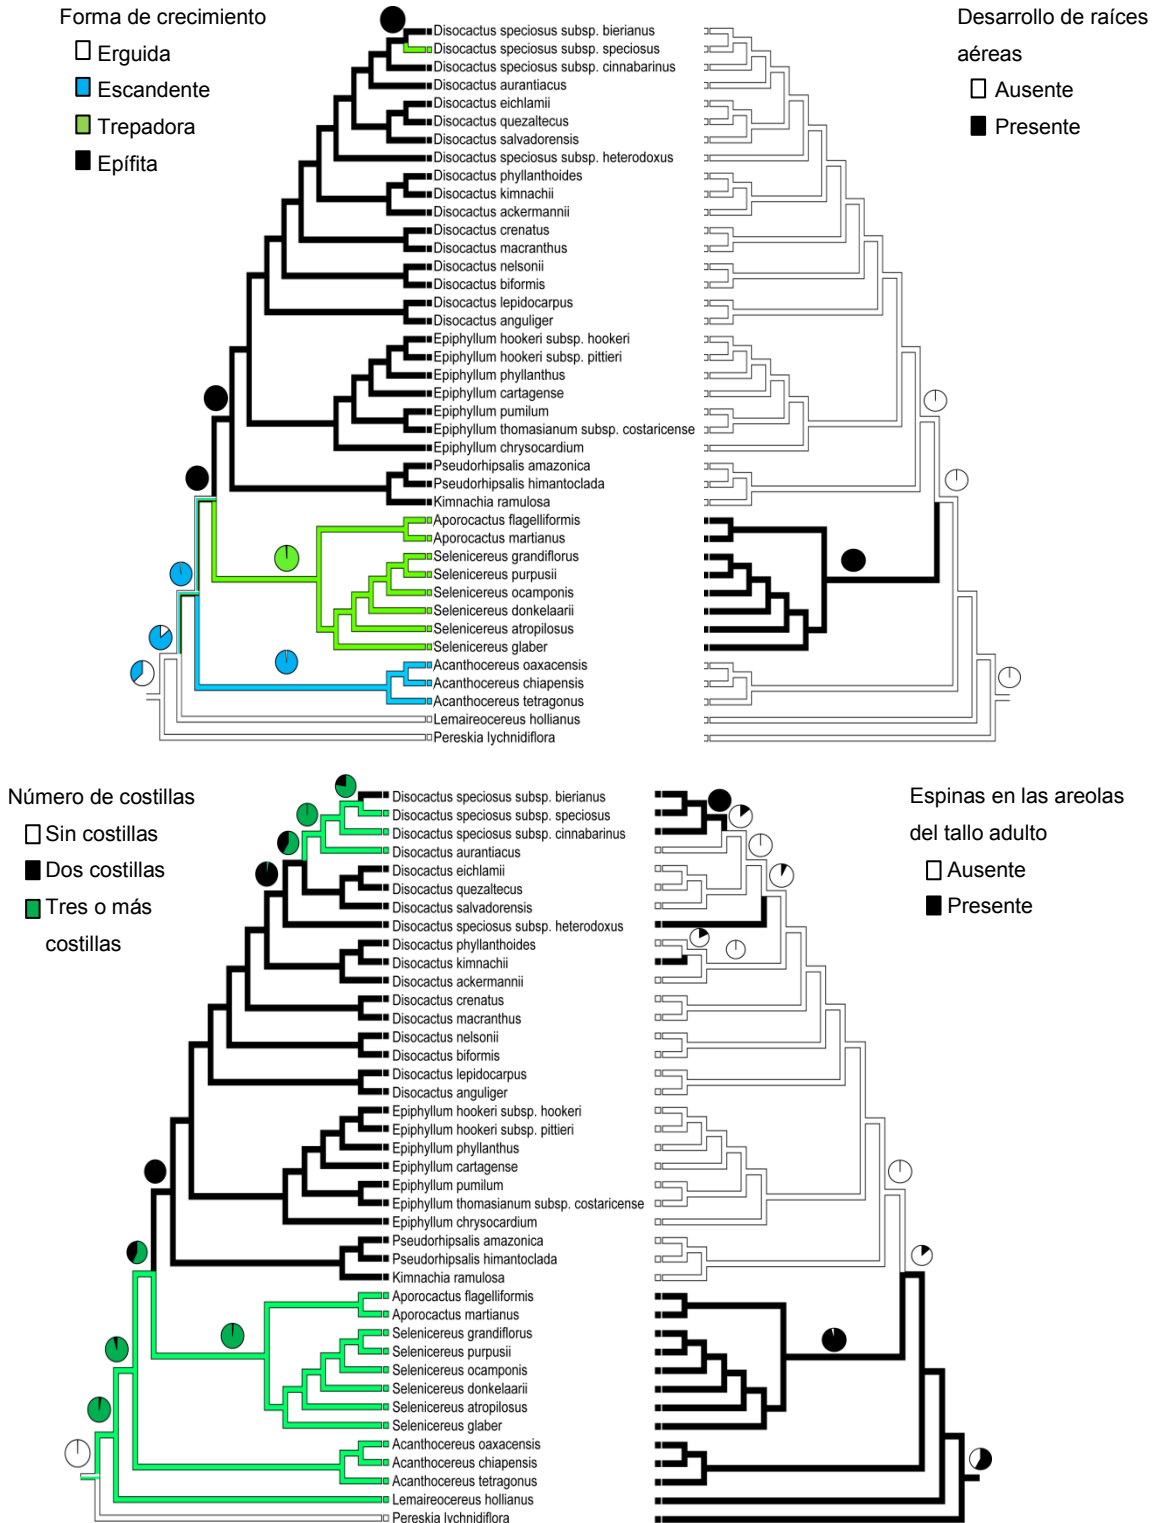 Forma de crecimiento
Erguida
Escandente
Trepadora
Epífita
Disocactus speciosus subsp. bierianus
Disocactus speciosus subsp. speciosus
Disocactus speciosus subsp. cinnabarinus
Disocactus aurantiacus
Disocactus eichlamii
Disocactus quezaltecus
Disocactus salvadorensis
Disocactus speciosus subsp. heterodoxus
Disocactus phyllanthoides
Disocactus kimnachii
Disocactus ackermannii
Disocactus crenatus
Disocactus macranthus
Disocactus nelsonii
Disocactus biformis
Disocactus lepidocarpus
Disocactus anguliger
Epiphyllum hookeri subsp. hookeri
Epiphyllum hookeri subsp. pittieri
Epiphyllum phyllanthus
Epiphyllum cartagense
Epiphyllum pumilum
Epiphyllum thomasianum subsp. costaricense
Epiphyllum chrysocardium
Pseudorhipsalis amazonica
Pseudorhipsalis himantoclada
Kimnachia ramulosa
Aporocactus flagelliformis
Aporocactus martianus
Selenicereus grandiflorus
Selenicereus purpusii
Selenicereus ocamponis
Selenicereus donkelaarii
Selenicereus atropilosus
Selenicereus glaber
Acanthocereus oaxacensis
Acanthocereus chiapensis
Acanthocereus tetragonus
Lemaireocereus hollianus
Pereskia lychnidiflora
Desarrollo de raíces
aéreas
Ausente
Presente
Número de costillas
Sin costillas
Dos costillas
Tres o más
costillas
Disocactus speciosus subsp. bierianus
Disocactus speciosus subsp. speciosus
Disocactus speciosus subsp. cinnabarinus
Disocactus aurantiacus
Disocactus eichlamii
Disocactus quezaltecus
Disocactus salvadorensis
Disocactus speciosus subsp. heterodoxus
Disocactus phyllanthoides
Disocactus kimnachii
Disocactus ackermannii
Disocactus crenatus
Disocactus macranthus
Disocactus nelsonii
Disocactus biformis
Disocactus lepidocarpus
Disocactus anguliger
Epiphyllum hookeri subsp. hookeri
Epiphyllum hookeri subsp. pittieri
Epiphyllum phyllanthus
Epiphyllum cartagense
Epiphyllum pumilum
Epiphyllum thomasianum subsp. costaricense
Epiphyllum chrysocardium
Pseudorhipsalis amazonica
Pseudorhipsalis himantoclada
Kimnachia ramulosa
Aporocactus flagelliformis
Aporocactus martianus
Selenicereus grandiflorus
Selenicereus purpusii
Selenicereus ocamponis
Selenicereus donkelaarii
Selenicereus atropilosus
Selenicereus glaber
Acanthocereus oaxacensis
Acanthocereus chiapensis
Acanthocereus tetragonus
Lemaireocereus hollianus
Pereskia lychnidiflora
Espinas en las areolas
del tallo adulto
Ausente
Presente